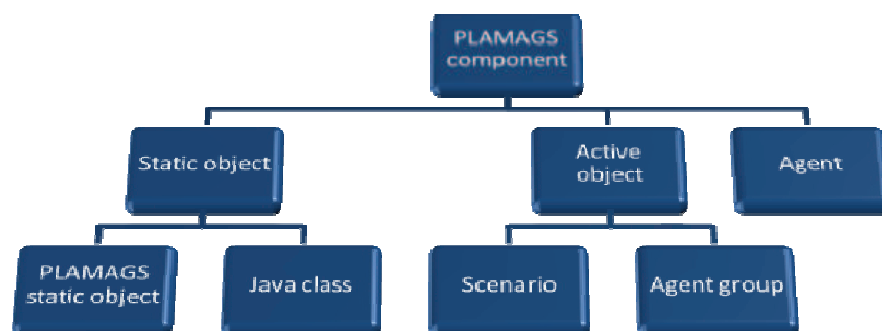 PLAMAGS
component
Static object
Active
object
Agent
PLAMAGS
static object
Java class
Scenario
Agent group